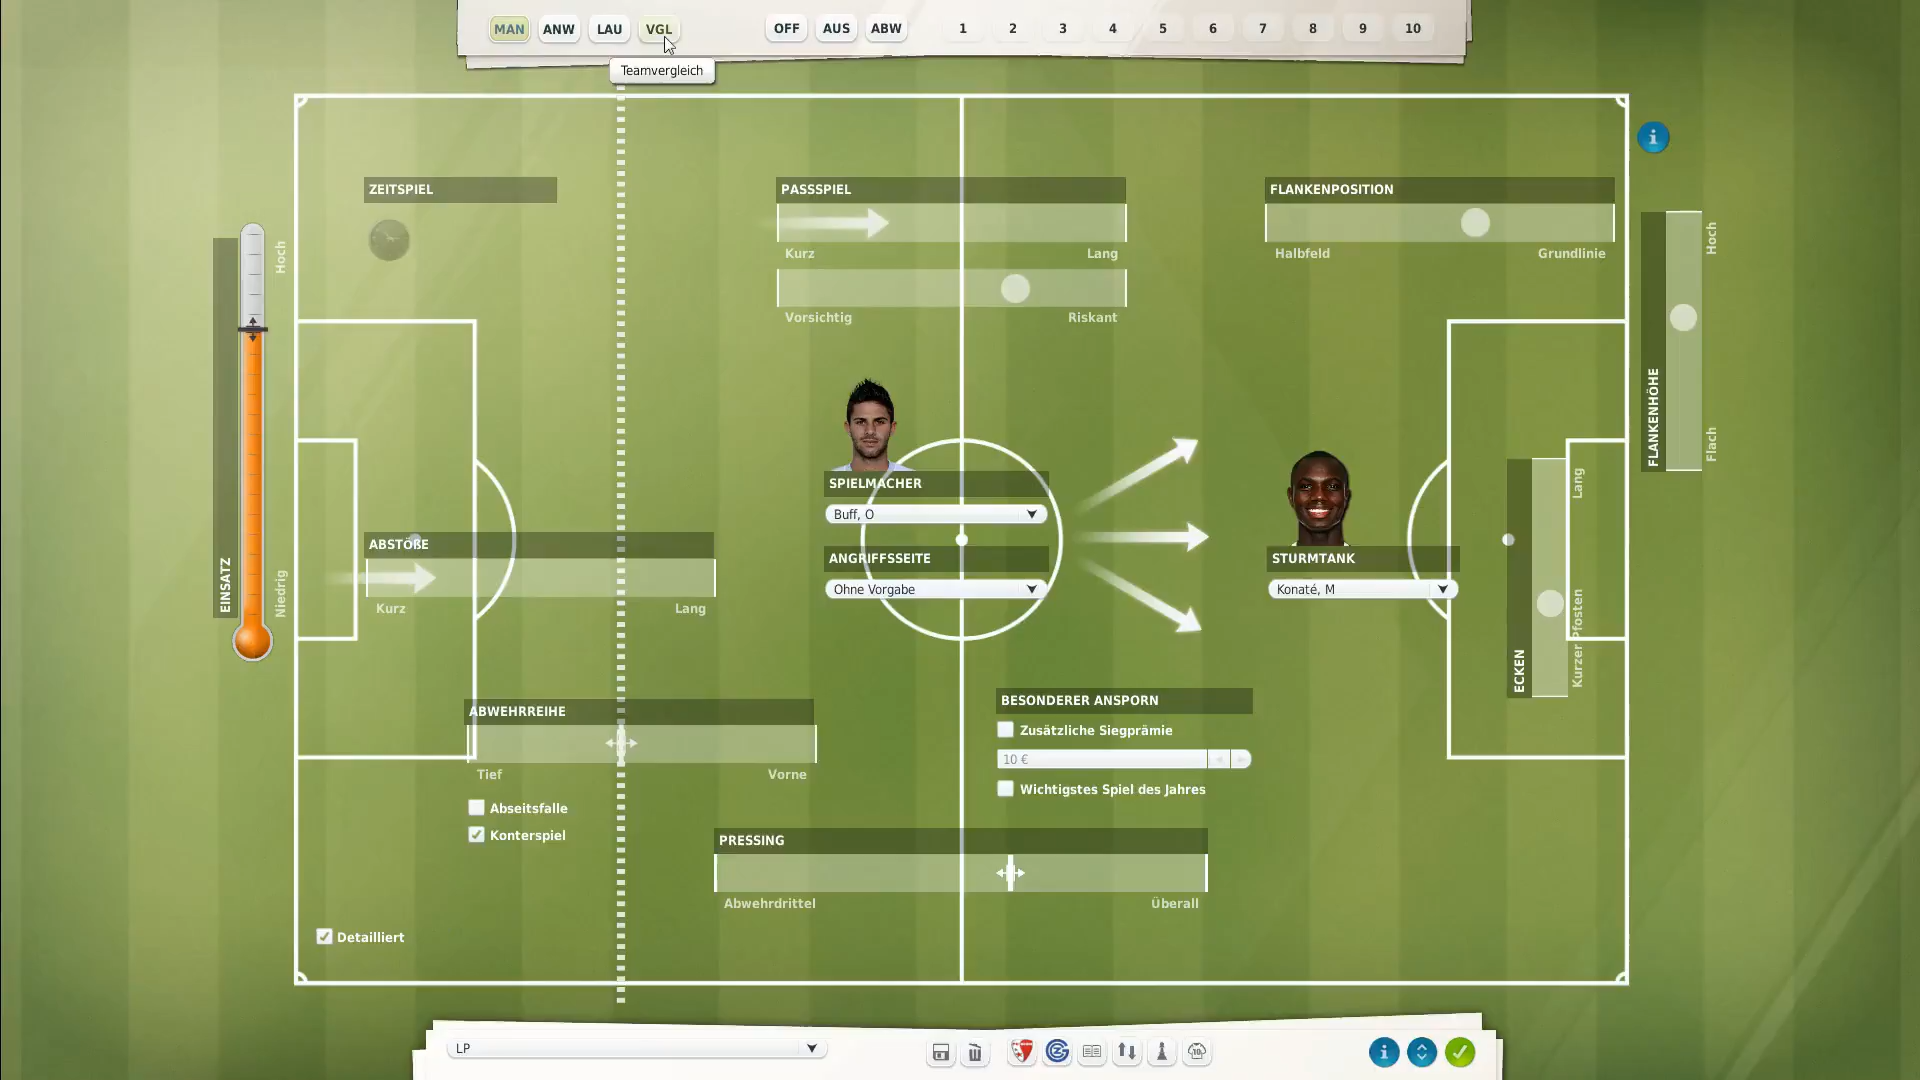 MAN ANW LAU VGL OFF AUS ABW 1 2 3 4 5 6 7 8 9 10
Teamvergleich
ZEITSPIEL
PASSSPIEL
Kurz Lang
Vorsichtig Riskant
FLANKENPOSITION
Halbfeld Grundlinie
EINSATZ
Hoch
Niedrig
FLANKENHÖHE
Hoch
Flach
SPIELMACHER
Buff, O
ANGRIFFSSEITE
Ohne Vorgabe
STURMTANK
Konaté, M
ABSTÖßE
Kurz Lang
ECKEN
Lang
Kurzer Pfosten
ABWEHRREIHE
Tief Vorne
Abseitsfalle
Konterspiel
BESONDERER ANSPORN
Zusätzliche Siegprämie
10 €
Wichtigstes Spiel des Jahres
PRESSING
Abwehrdrittel Überall
Detailliert
LP